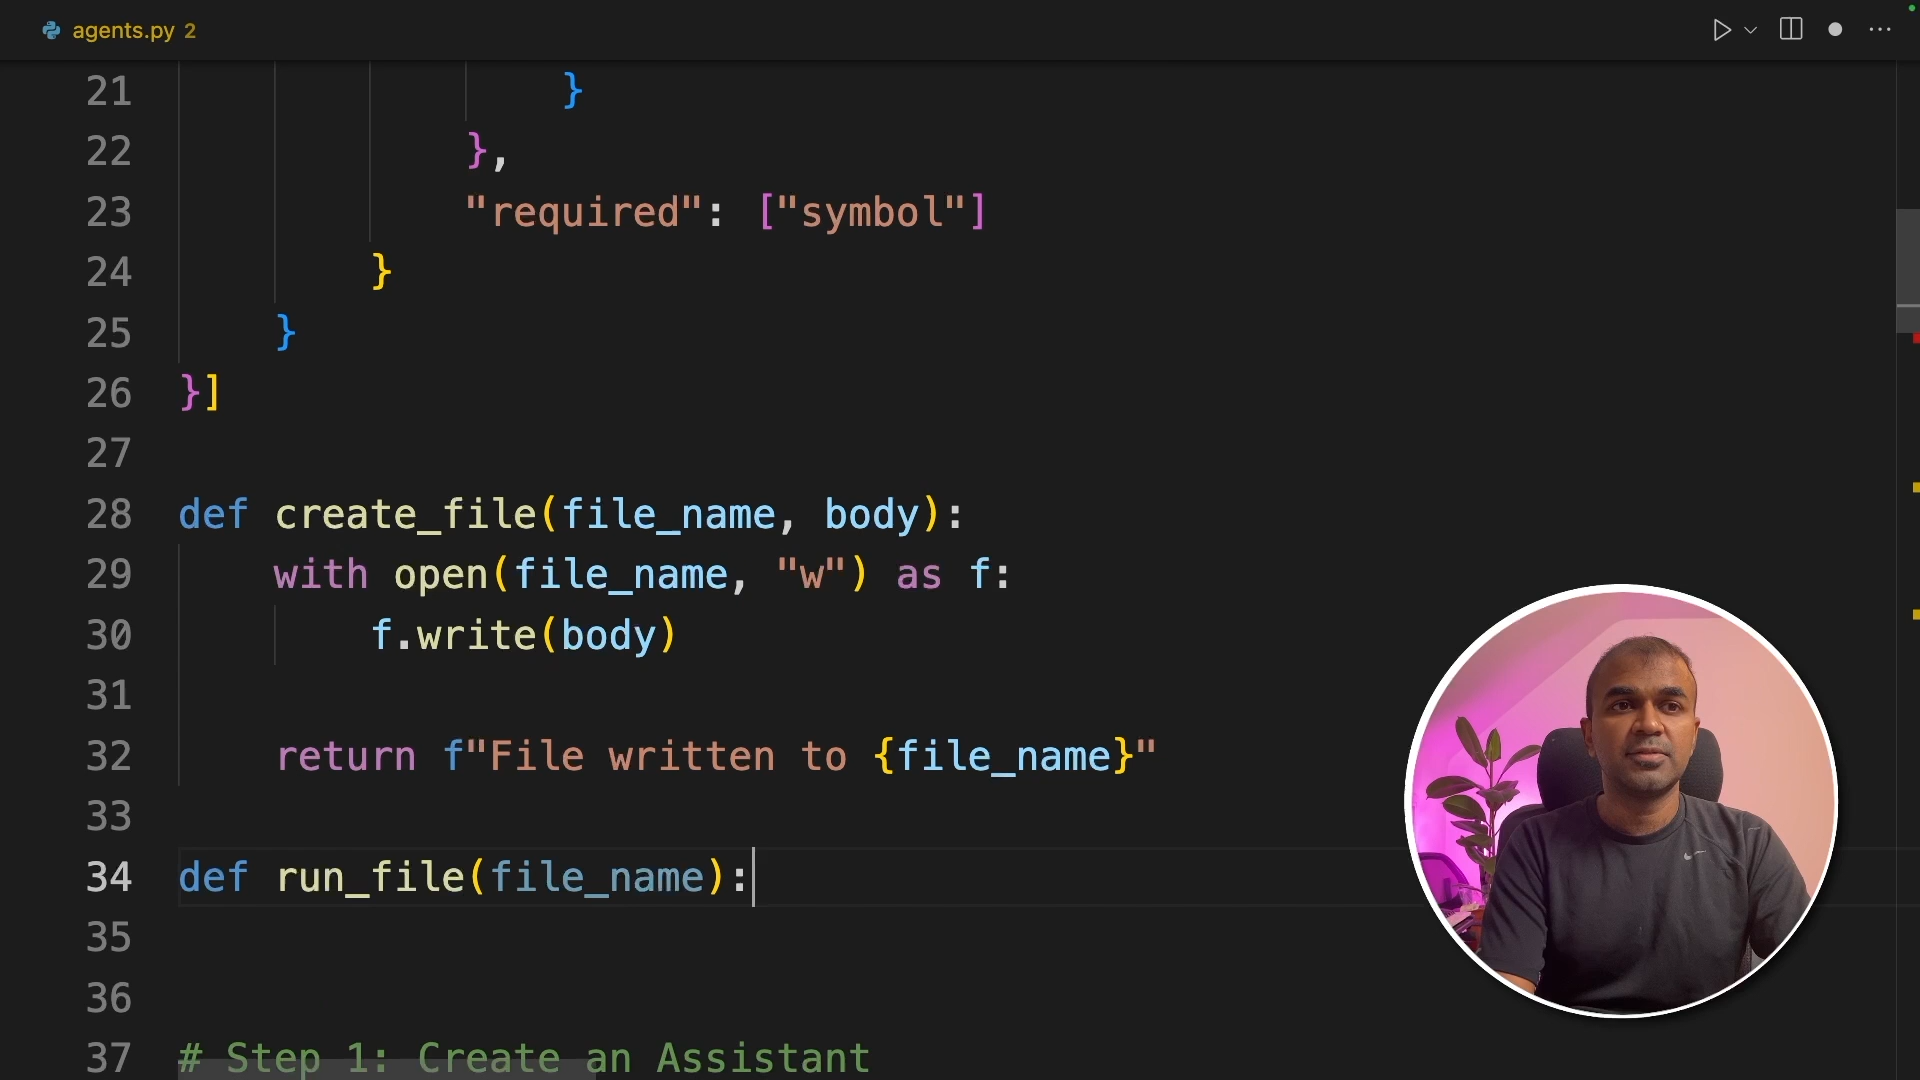 agents.py 2
21 }
22 },
23 "required": ["symbol"]
24 }
25 }
26 }]
27
28 def create_file(file_name, body):
29 with open(file_name, "w") as f:
30 f.write(body)
31
32 return f"File written to {file_name}"
33
34 def run_file(file_name):
35
36
37 # Step 1: Create an Assistant